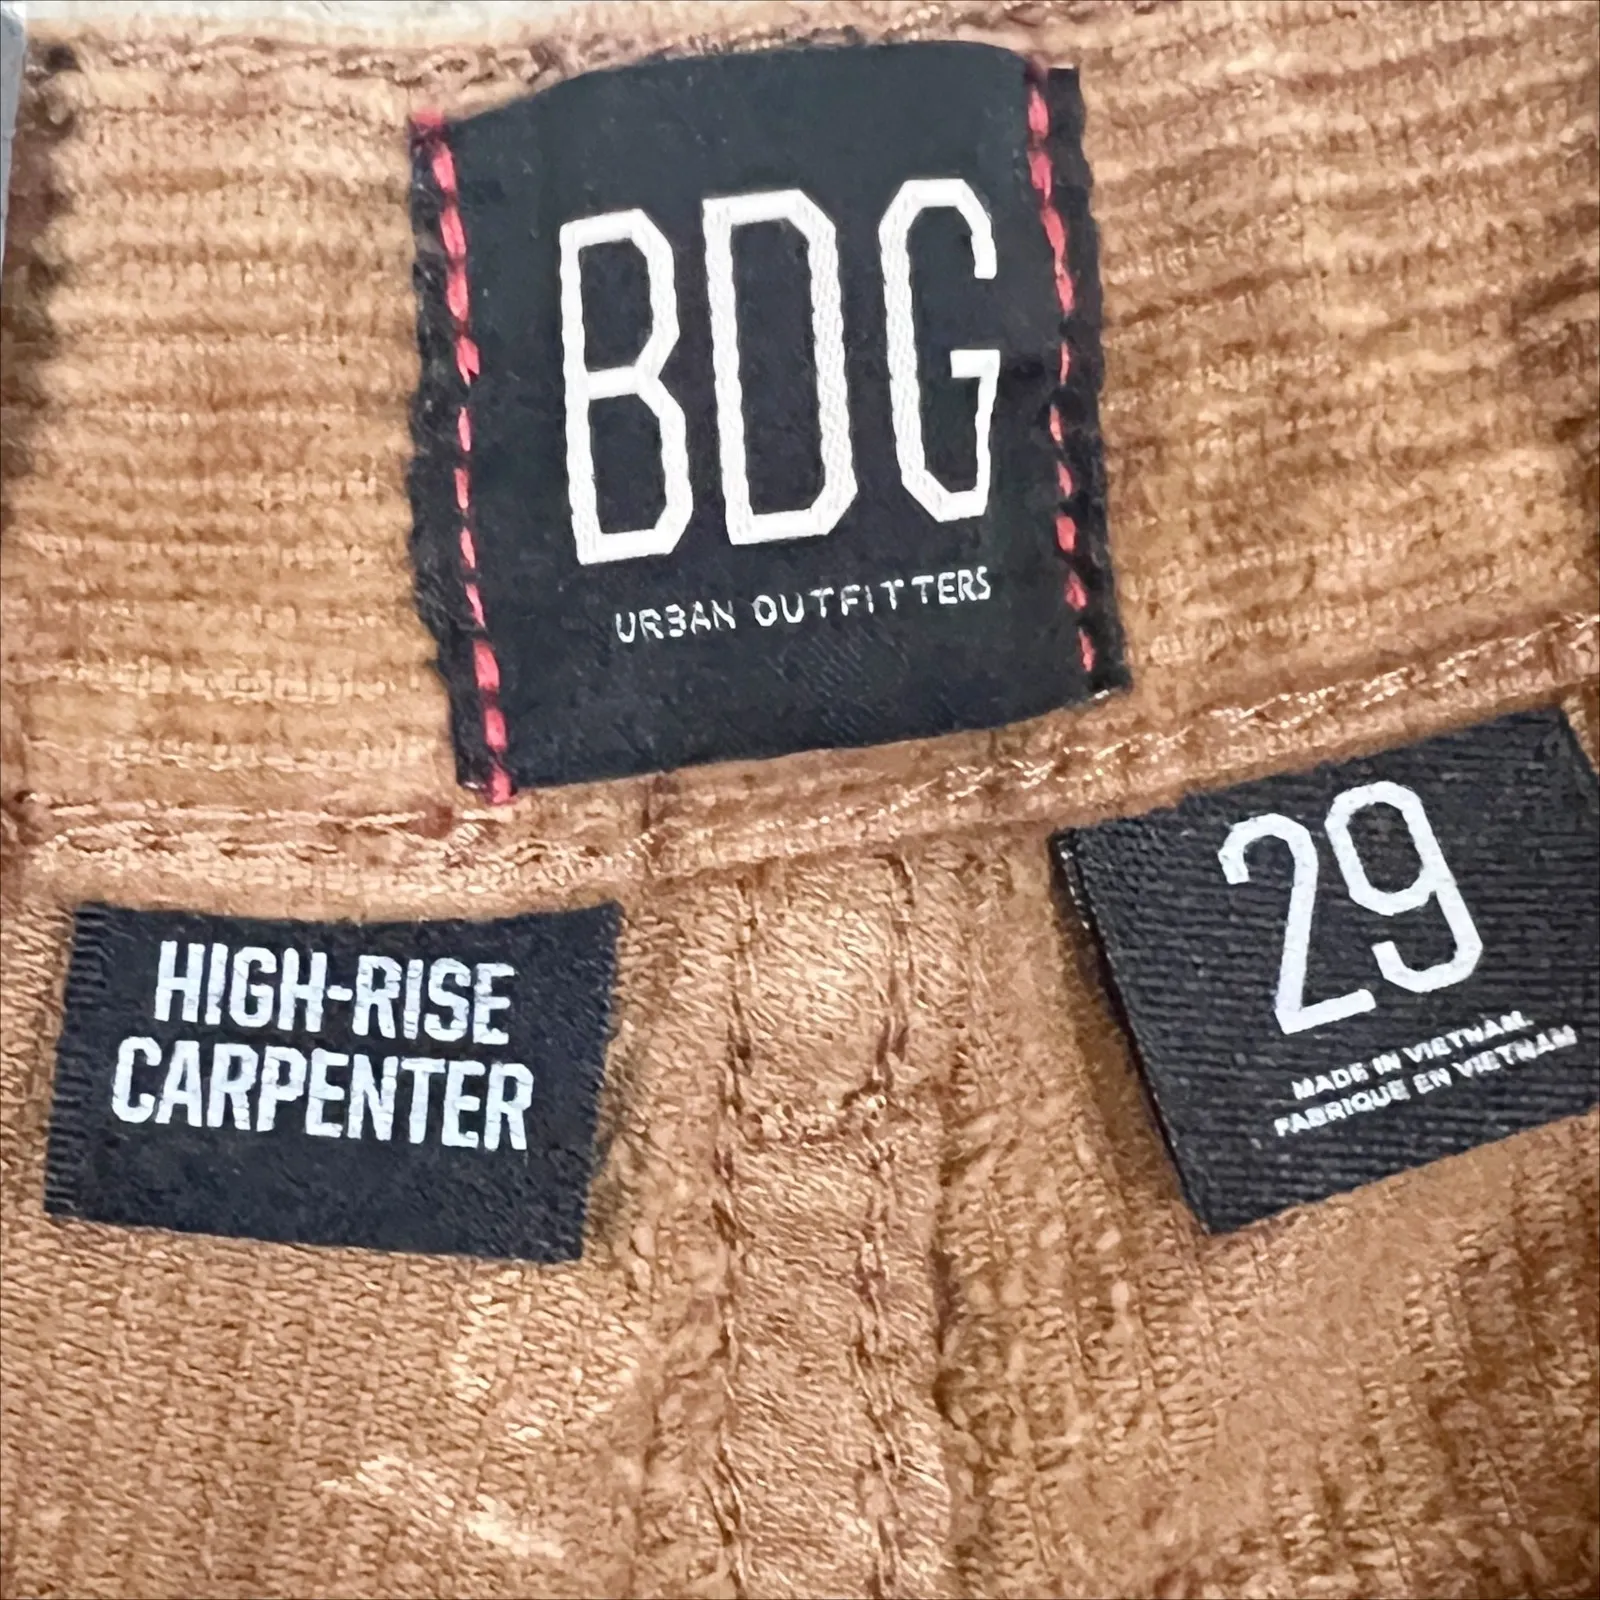 BDG
URBAN OUTFITTERS
HIGH-RISE
CARPENTER
29
MADE IN VIETNAM
FABRIQUE EN VIETNAM